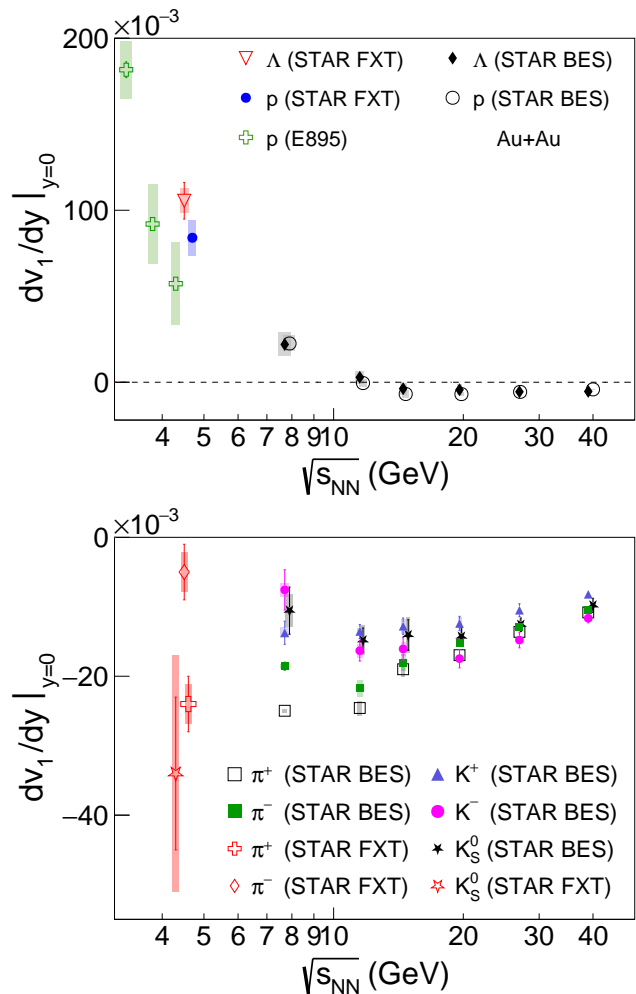 ×10⁻³
200
Λ (STAR FXT) Λ (STAR BES)
p (STAR FXT) p (STAR BES)
p (E895) Au+Au
100
0
dv₁/dy |y=0
4 5 6 7 8 9 10 20 30 40
√sNN (GeV)
×10⁻³
0
−20
−40
dv₁/dy |y=0
π⁺ (STAR BES) K⁺ (STAR BES)
π⁻ (STAR BES) K⁻ (STAR BES)
π⁺ (STAR FXT) K⁰S (STAR BES)
π⁻ (STAR FXT) K⁰S (STAR FXT)
4 5 6 7 8 9 10 20 30 40
√sNN (GeV)